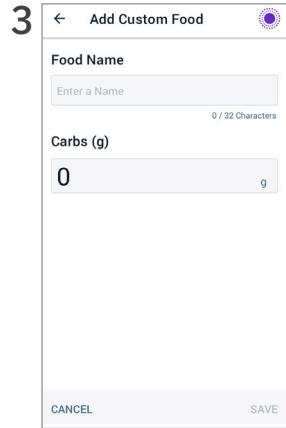 3
← Add Custom Food
Food Name
Enter a Name
0 / 32 Characters
Carbs (g)
0 g
CANCEL SAVE